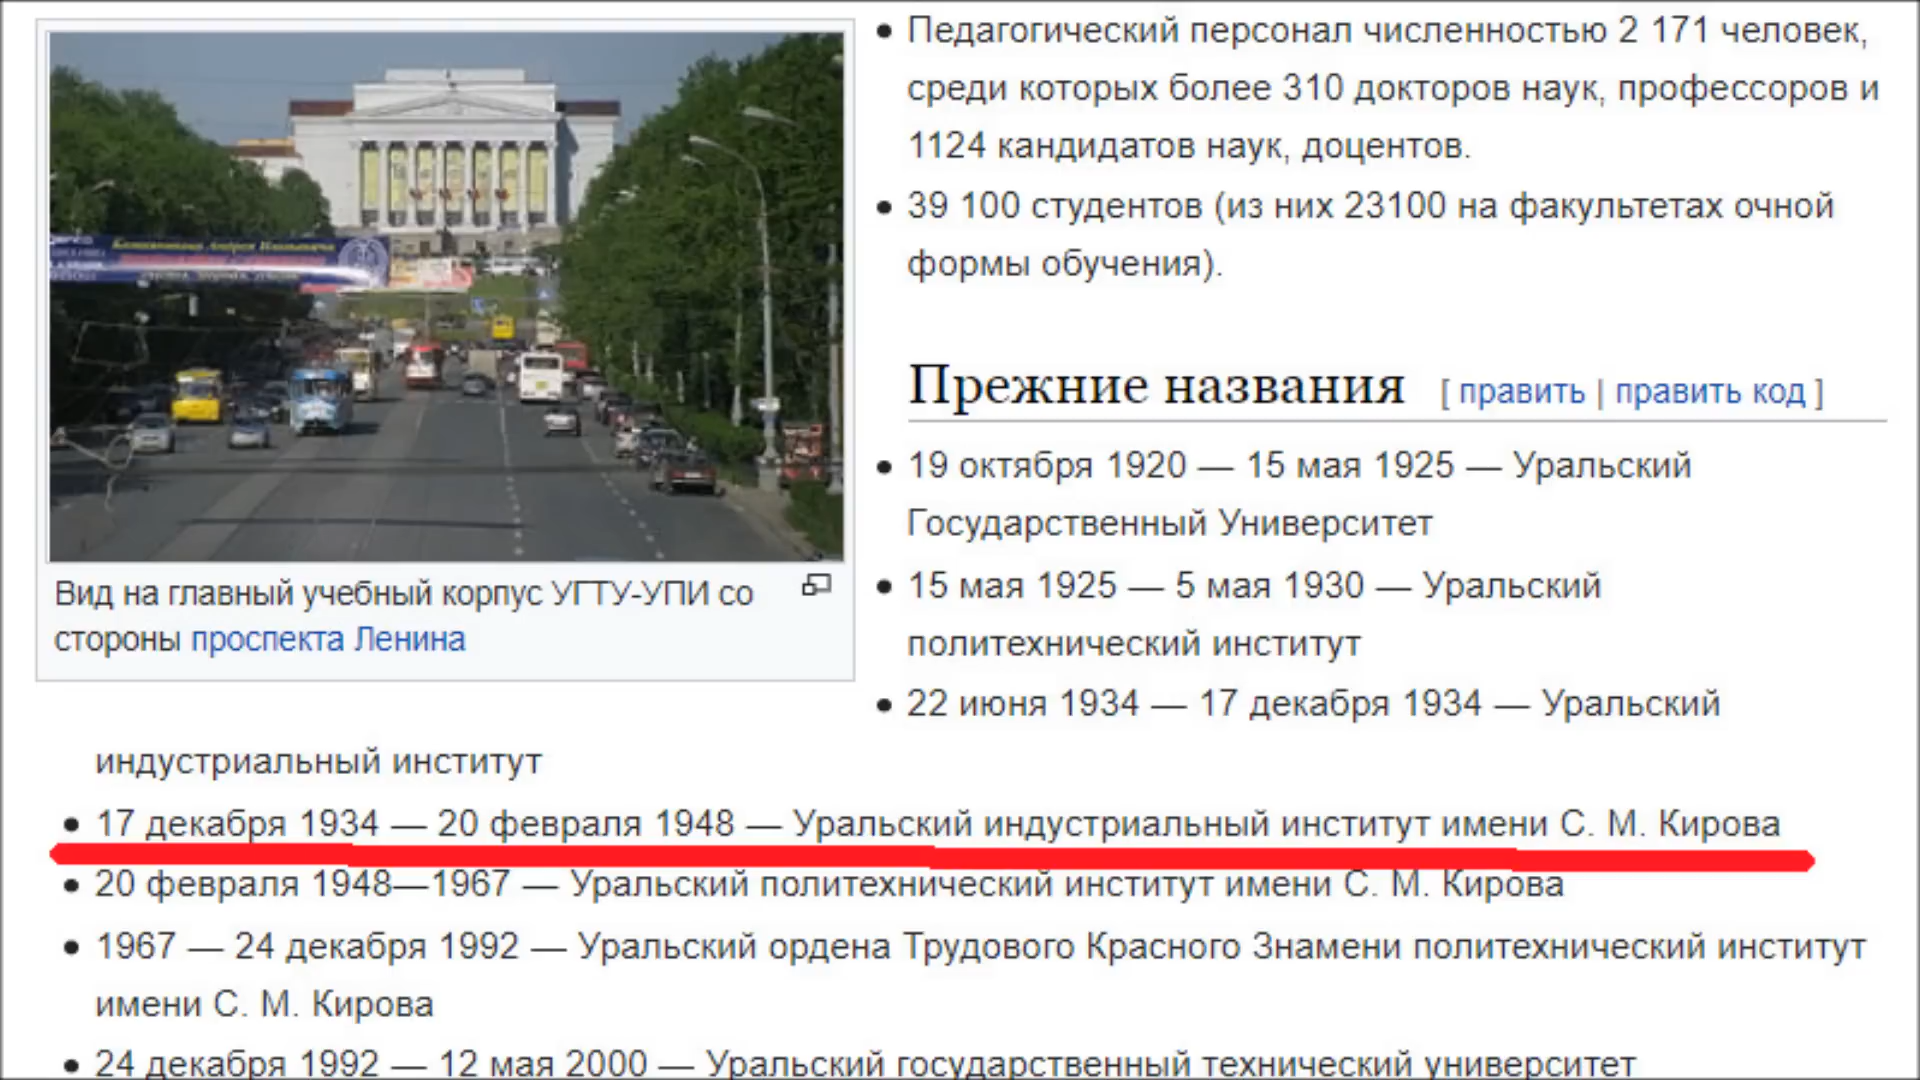 Педагогический персонал численностью 2 171 человек,
среди которых более 310 докторов наук, профессоров и
1124 кандидатов наук, доцентов.
39 100 студентов (из них 23100 на факультетах очной
формы обучения).
Вид на главный учебный корпус УГТУ-УПИ со
стороны проспекта Ленина
Прежние названия [ править | править код ]
19 октября 1920 — 15 мая 1925 — Уральский
Государственный Университет
15 мая 1925 — 5 мая 1930 — Уральский
политехнический институт
22 июня 1934 — 17 декабря 1934 — Уральский
индустриальный институт
17 декабря 1934 — 20 февраля 1948 — Уральский индустриальный институт имени С. М. Кирова
20 февраля 1948—1967 — Уральский политехнический институт имени С. М. Кирова
1967 — 24 декабря 1992 — Уральский ордена Трудового Красного Знамени политехнический институт
имени С. М. Кирова
24 декабря 1992 — 12 мая 2000 — Уральский государственный технический университет